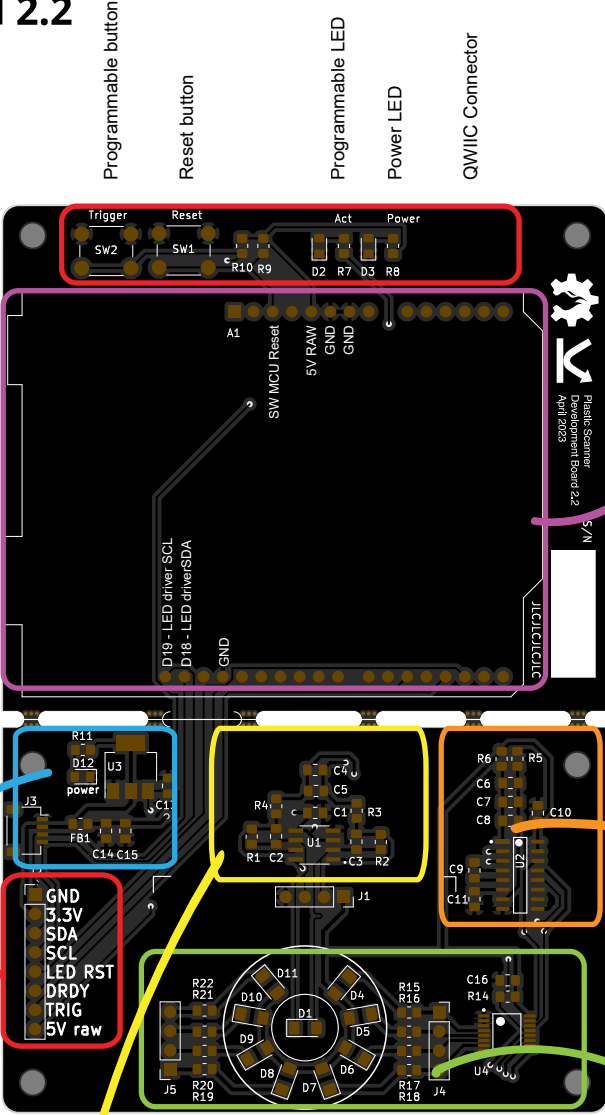 2.2
Programmable button
Reset button
Programmable LED
Power LED
QWIIC Connector
Trigger
Reset
Act
Power
SW2
SW1
R10
R9
D2
R7
D3
R8
A1
SW MCU Reset
5V RAW
GND
GND
Plastic Scanner
Development Board 2.2
April 2023
S/N
D19 - LED driver SCL
D18 - LED driverSDA
GND
JLCJLCJLCJLC
R11
D12
power
U3
J3
FB1
C14
C15
C4
C5
R4
C1
R3
U1
R1
C2
C3
R2
J1
R6
R5
C6
C7
C8
C10
U2
C9
C11
GND
3.3V
SDA
SCL
LED RST
DRDY
TRIG
5V raw
R22
R21
D11
D10
D1
D4
D5
D9
D8
D7
D6
R15
R16
C16
R14
J5
R20
R19
R17
R18
J4
U4